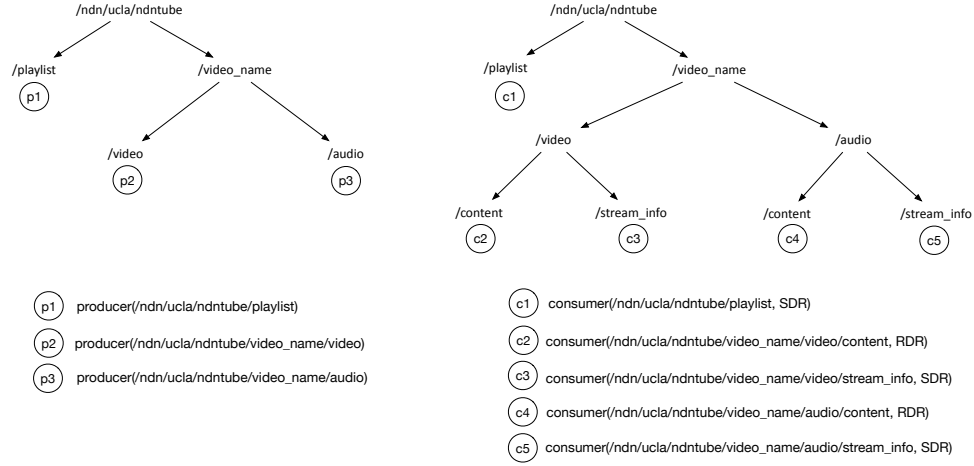 /ndn/ucla/ndntube
/playlist
p1
/video_name
/video
p2
/audio
p3
p1 producer(/ndn/ucla/ndntube/playlist)
p2 producer(/ndn/ucla/ndntube/video_name/video)
p3 producer(/ndn/ucla/ndntube/video_name/audio)
/ndn/ucla/ndntube
/playlist
c1
/video_name
/video
/audio
/content
c2
/stream_info
c3
/content
c4
/stream_info
c5
c1 consumer(/ndn/ucla/ndntube/playlist, SDR)
c2 consumer(/ndn/ucla/ndntube/video_name/video/content, RDR)
c3 consumer(/ndn/ucla/ndntube/video_name/video/stream_info, SDR)
c4 consumer(/ndn/ucla/ndntube/video_name/audio/content, RDR)
c5 consumer(/ndn/ucla/ndntube/video_name/audio/stream_info, SDR)